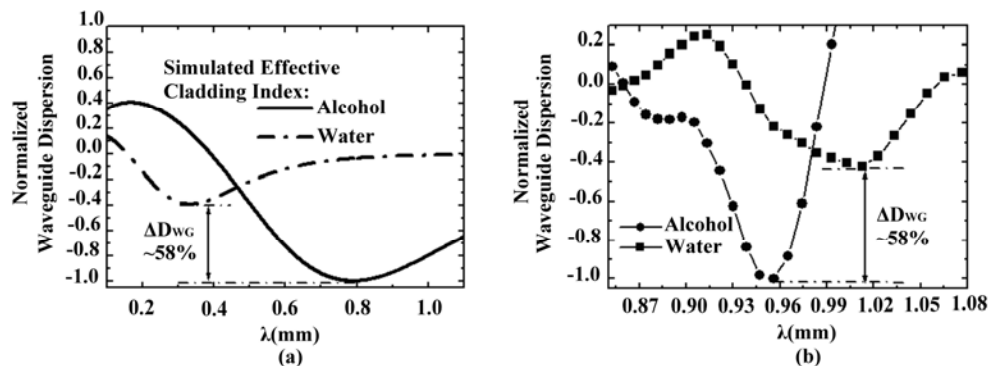 1.0
0.8
0.6
0.4
0.2
0.0
-0.2
-0.4
-0.6
-0.8
-1.0
Normalized
Waveguide Dispersion
Simulated Effective
Cladding Index:
Alcohol
Water
ΔDWG
~58%
0.2 0.4 0.6 0.8 1.0
λ(mm)
(a)
0.2
0.0
-0.2
-0.4
-0.6
-0.8
-1.0
Normalized
Waveguide Dispersion
Alcohol
Water
ΔDWG
~58%
0.87 0.90 0.93 0.96 0.99 1.02 1.05 1.08
λ(mm)
(b)